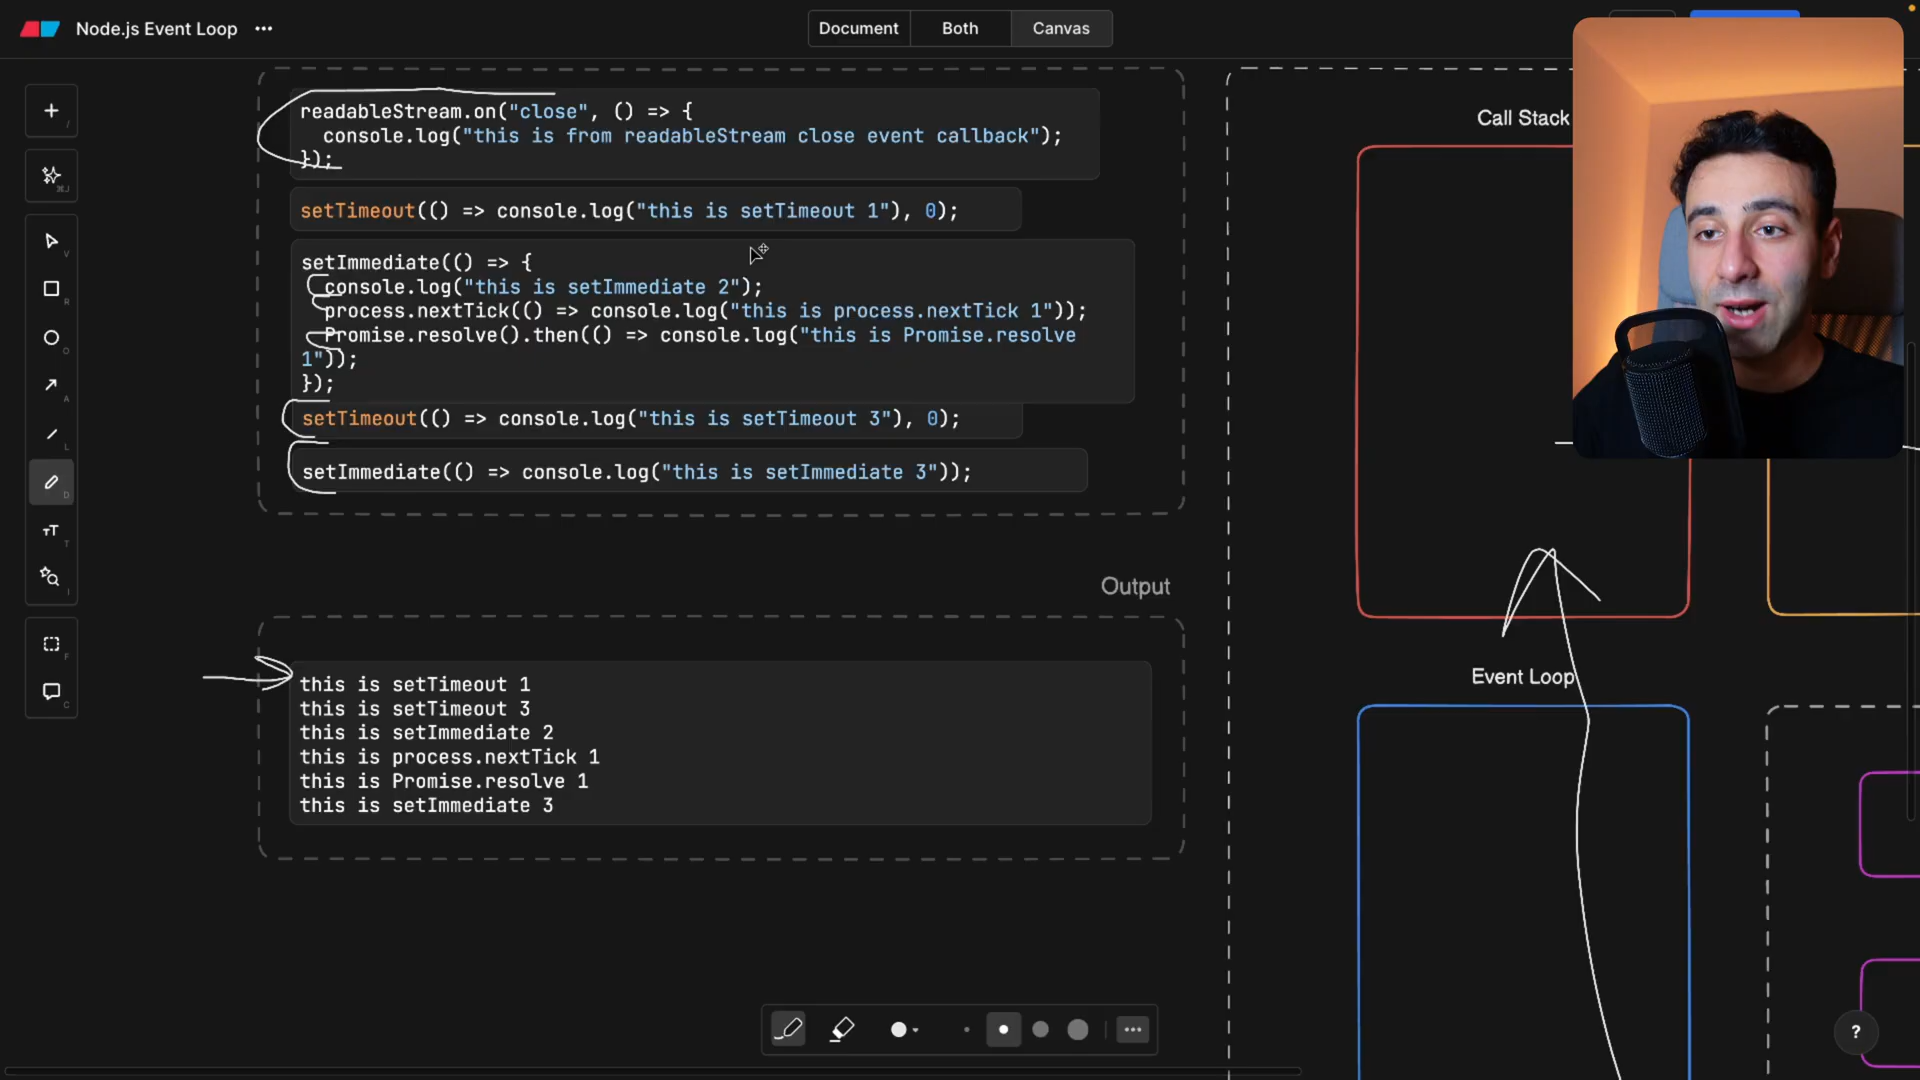 Node.js Event Loop ...
Document Both Canvas
readableStream.on("close", () => {
console.log("this is from readableStream close event callback");
});
setTimeout(() => console.log("this is setTimeout 1"), 0);
setImmediate(() => {
console.log("this is setImmediate 2");
process.nextTick(() => console.log("this is process.nextTick 1"));
Promise.resolve().then(() => console.log("this is Promise.resolve
1"));
});
setTimeout(() => console.log("this is setTimeout 3"), 0);
setImmediate(() => console.log("this is setImmediate 3"));
Output
this is setTimeout 1
this is setTimeout 3
this is setImmediate 2
this is process.nextTick 1
this is Promise.resolve 1
this is setImmediate 3
Call Stack
Event Loop
/
⌘J
V
R
O
A
L
D
TT
T
I
F
C
?